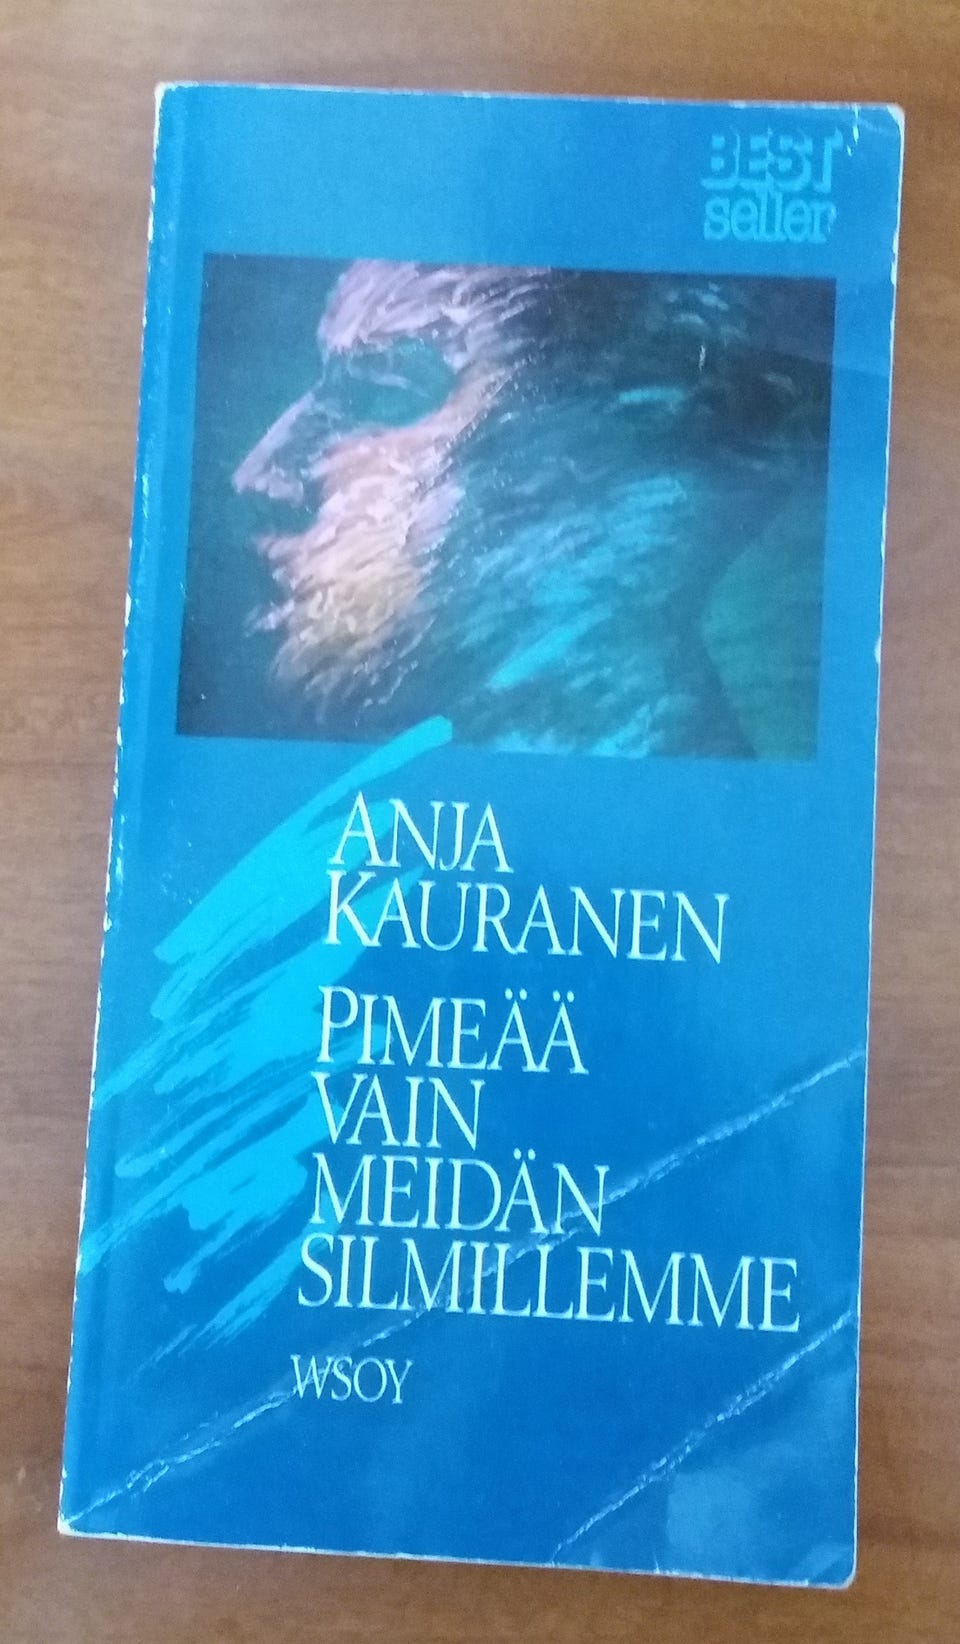 BEST
seller
ANJA
KAURANEN
PIMEÄÄ
VAIN
MEIDÄN
SILMILLEMME
WSOY